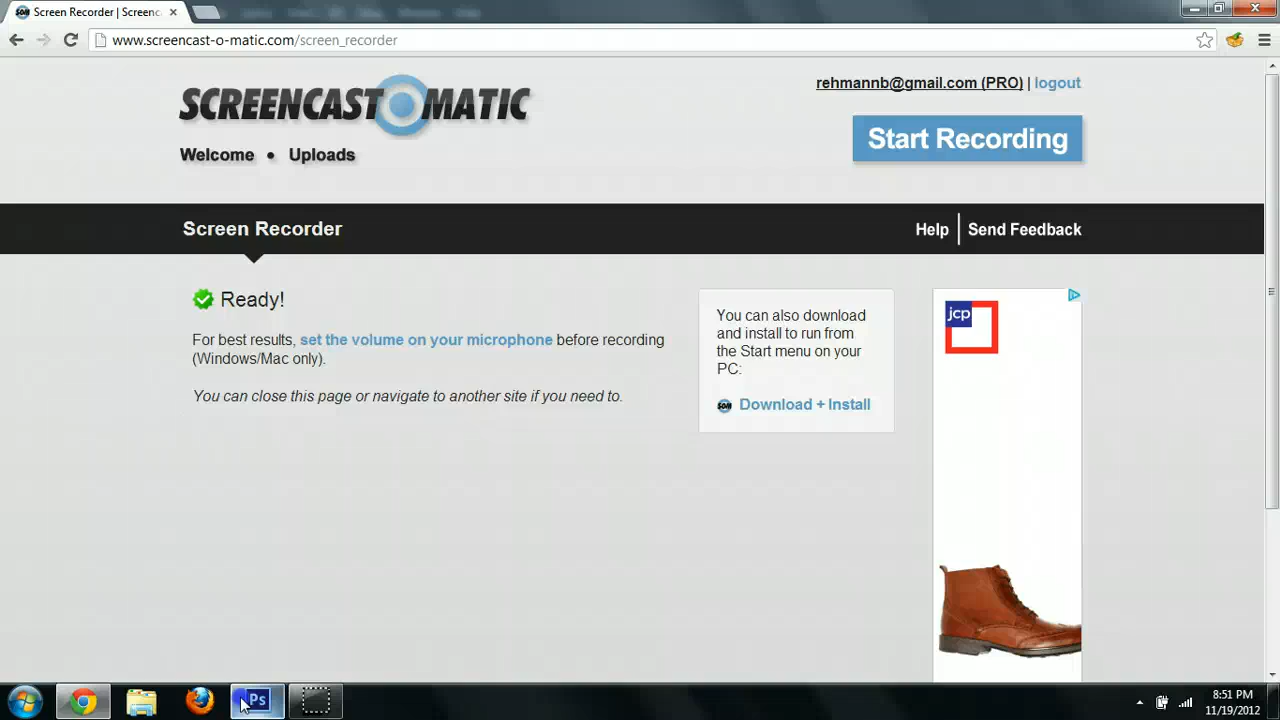 Screen Recorder | Screenc
www.screencast-o-matic.com/screen_recorder
SCREENCAST O MATIC
rehmannb@gmail.com (PRO) | logout
Start Recording
Welcome • Uploads
Screen Recorder
Help
Send Feedback
Ready!
For best results, set the volume on your microphone before recording
(Windows/Mac only).
You can close this page or navigate to another site if you need to.
You can also download
and install to run from
the Start menu on your
PC:
SOM Download + Install
jcp
Ps
8:51 PM
11/19/2012